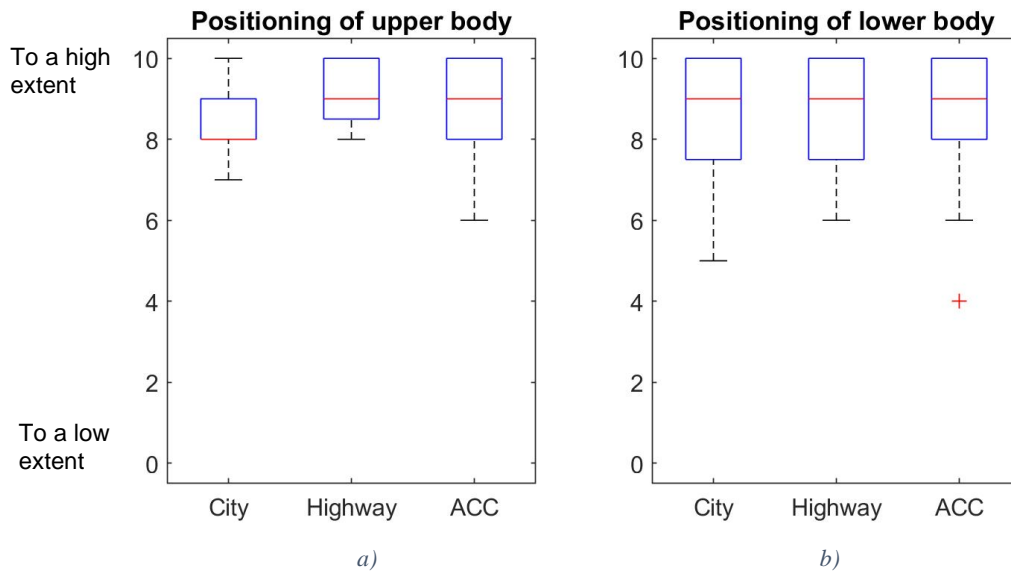 Positioning of upper body
Positioning of lower body
To a high
extent
10
8
6
4
2
0
To a low
extent
City
Highway
ACC
10
8
6
4
2
0
City
Highway
ACC
a)
b)